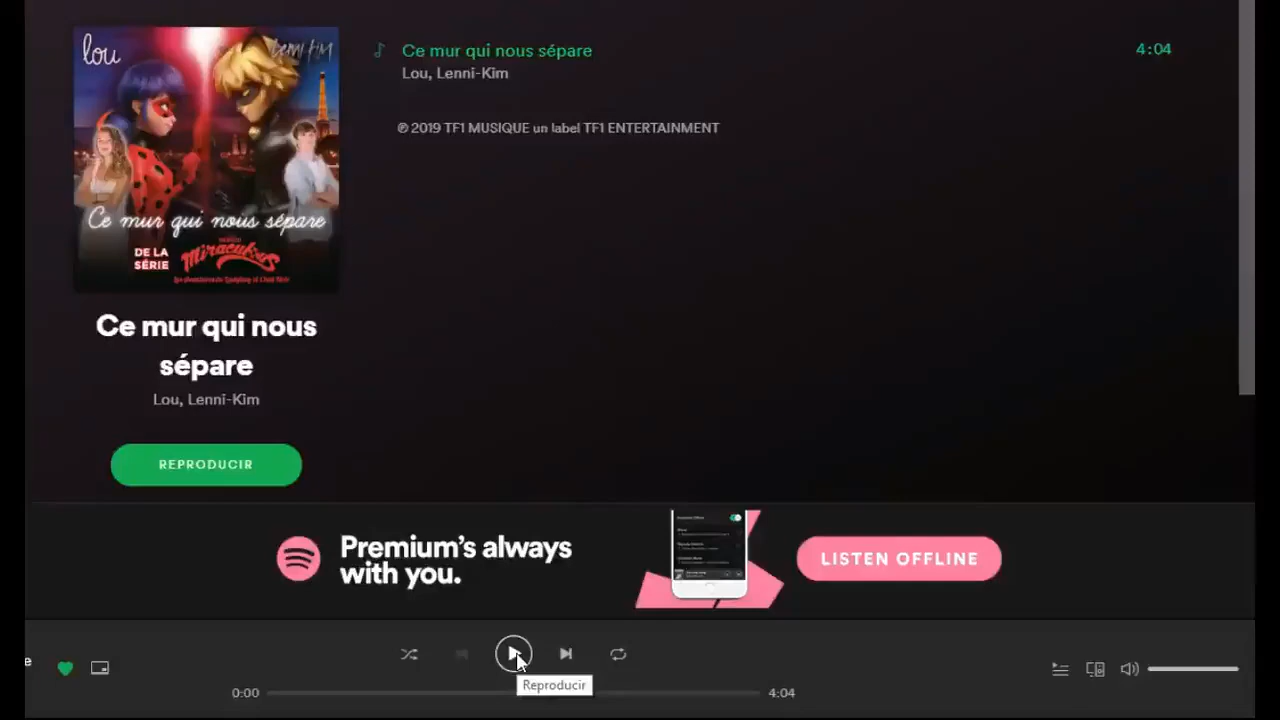 lou
Lenni-Kim
Ce mur qui nous sépare
DE LA
SÉRIE
Miraculous
Ce mur qui nous
sépare
Lou, Lenni-Kim
REPRODUCIR
Ce mur qui nous sépare
4:04
Lou, Lenni-Kim
℗ 2019 TF1 MUSIQUE un label TF1 ENTERTAINMENT
Premium's always
with you.
LISTEN OFFLINE
e
Reproducir
0:00
4:04